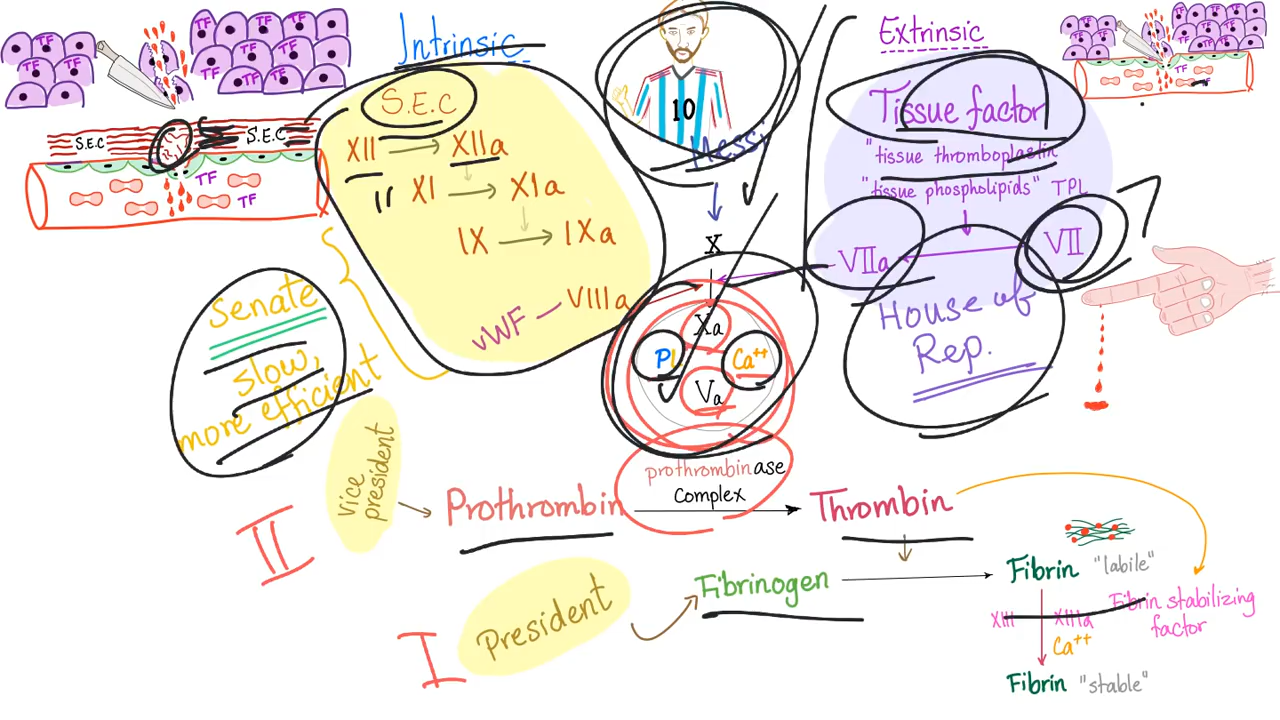 TF TF TF TF TF TF TF TF TF
Intrinsic
10
Messi
Extrinsic
TF TF TF TF
S.E.C
S.E.C
TF
TF
S.E.C
XII → XIIa
XI → XIa
IX → IXa
vWF — VIIIa
X
Xa
Pl
Ca++
Va
Tissue factor
"tissue thromboplastin
"tissue phospholipids" TPL
VIIa
VII
House of
Rep.
Senate
slow,
more efficient
prothrombinase
Complex
II
vice
president
Prothrombin
Thrombin
I
President
Fibrinogen
Fibrin "labile"
XIII
XIIIa
Fibrin stabilizing
factor
Ca++
Fibrin "stable"